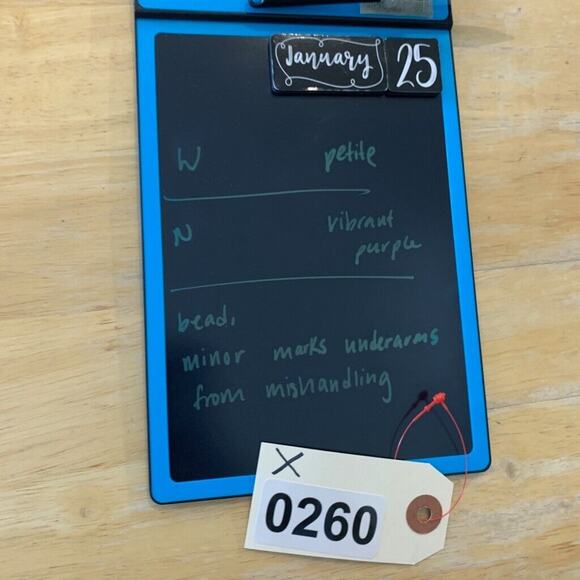 January 25
W petite
N vibrant
purple
bead,
minor marks underarms
from mishandling
X
0260